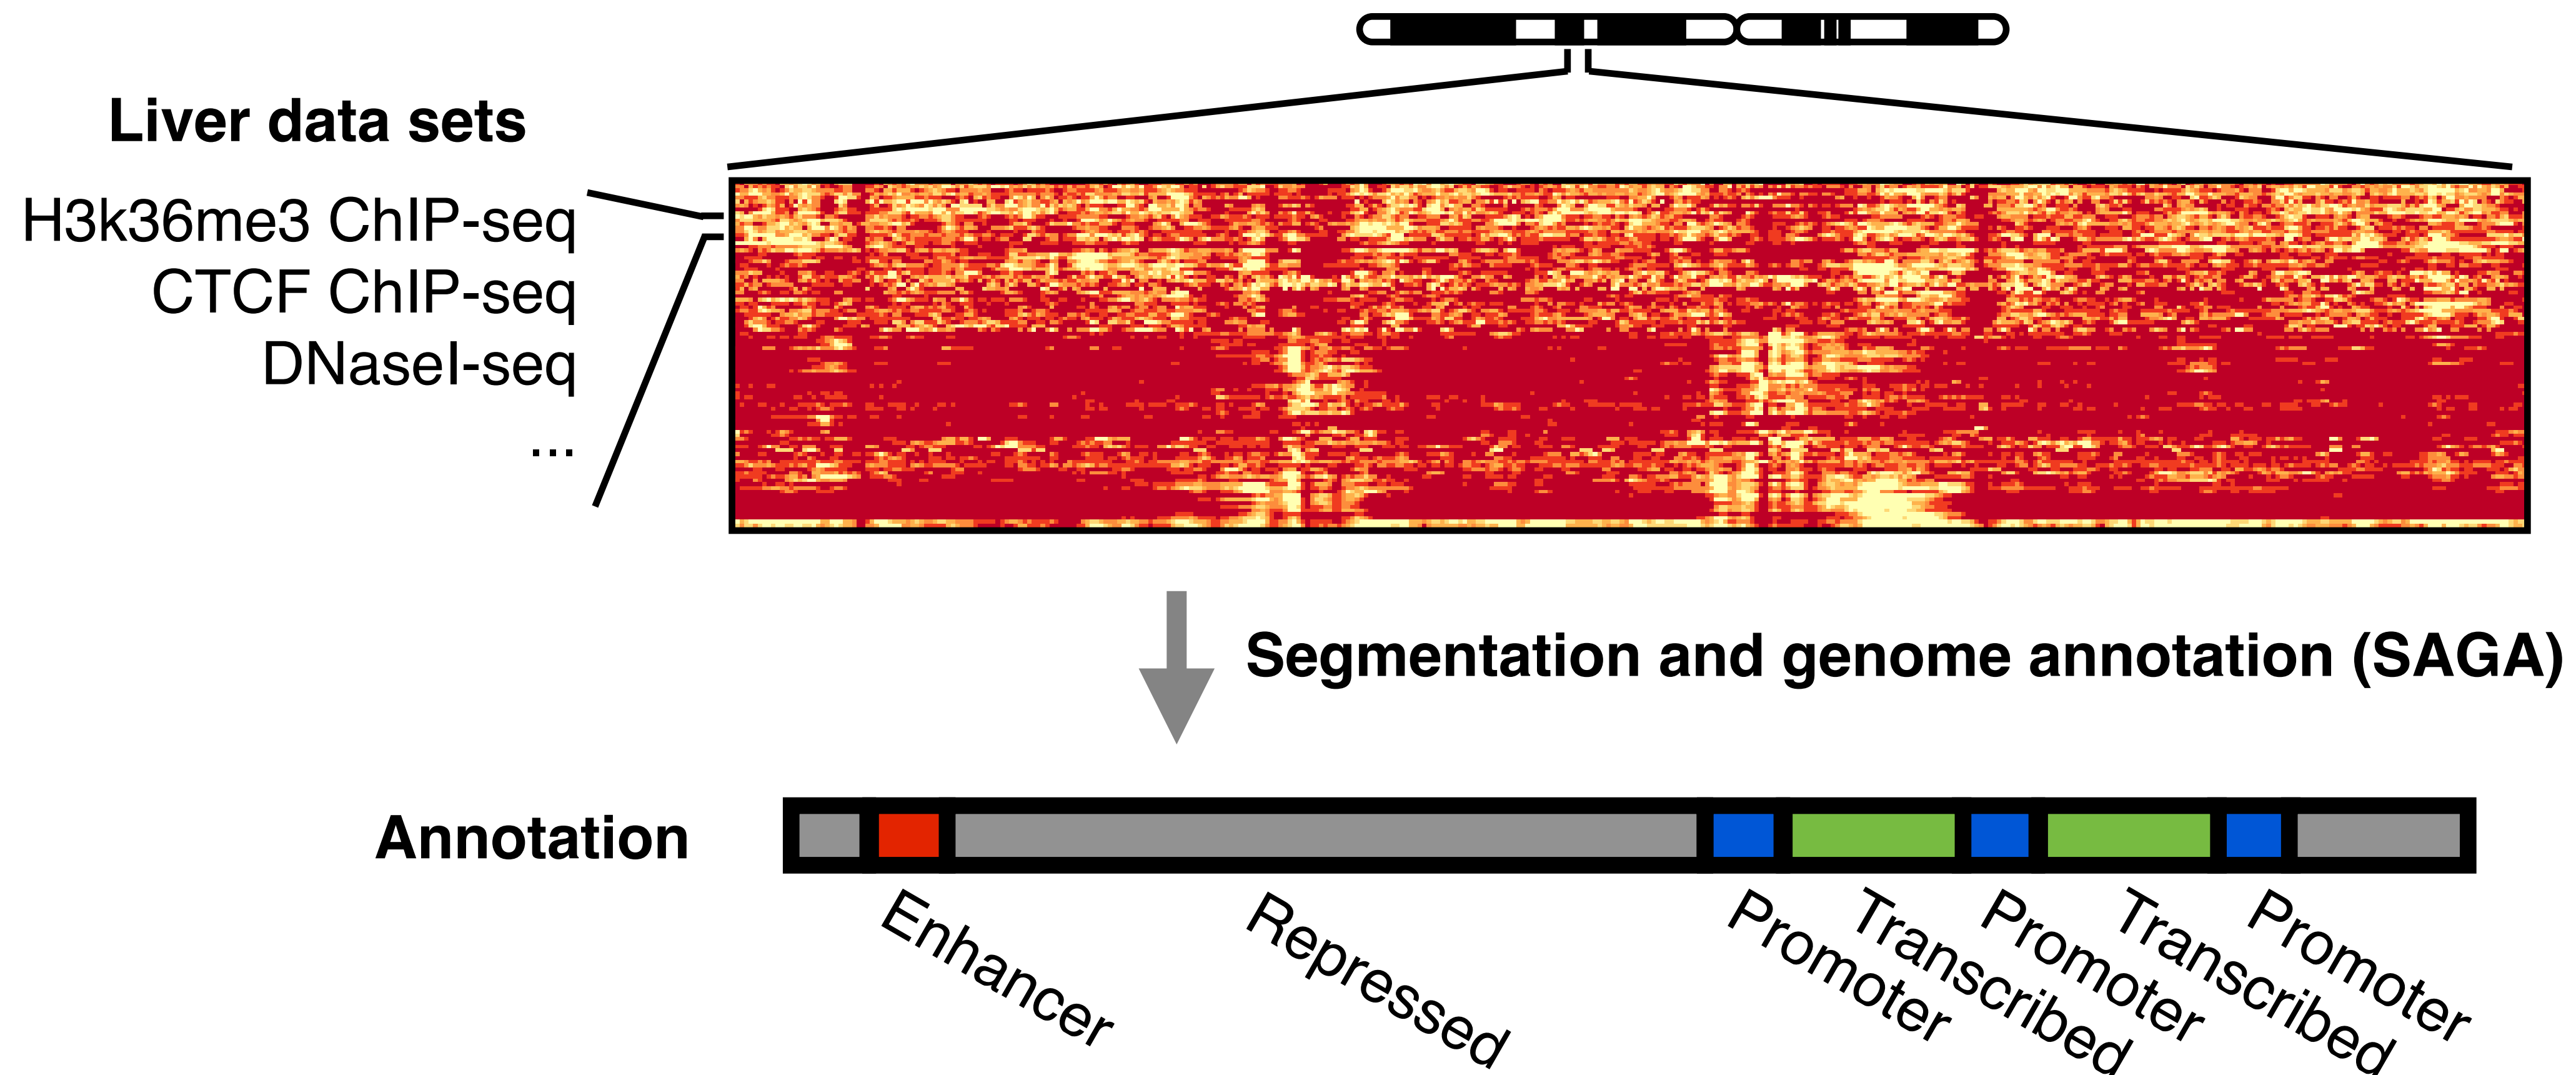 Liver data sets
H3k36me3 ChIP-seq
CTCF ChIP-seq
DNaseI-seq
...
Segmentation and genome annotation (SAGA)
Annotation
Enhancer
Repressed
Promoter
Transcribed
Promoter
Transcribed
Promoter